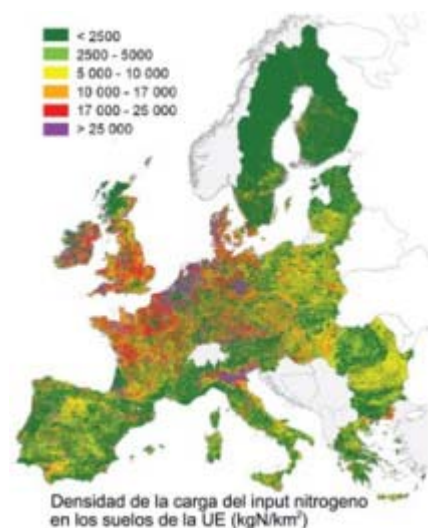 < 2500
2500 - 5000
5 000 - 10 000
10 000 - 17 000
17 000 - 25 000
> 25 000
Densidad de la carga del input nitrogeno
en los suelos de la UE (kgN/km²)